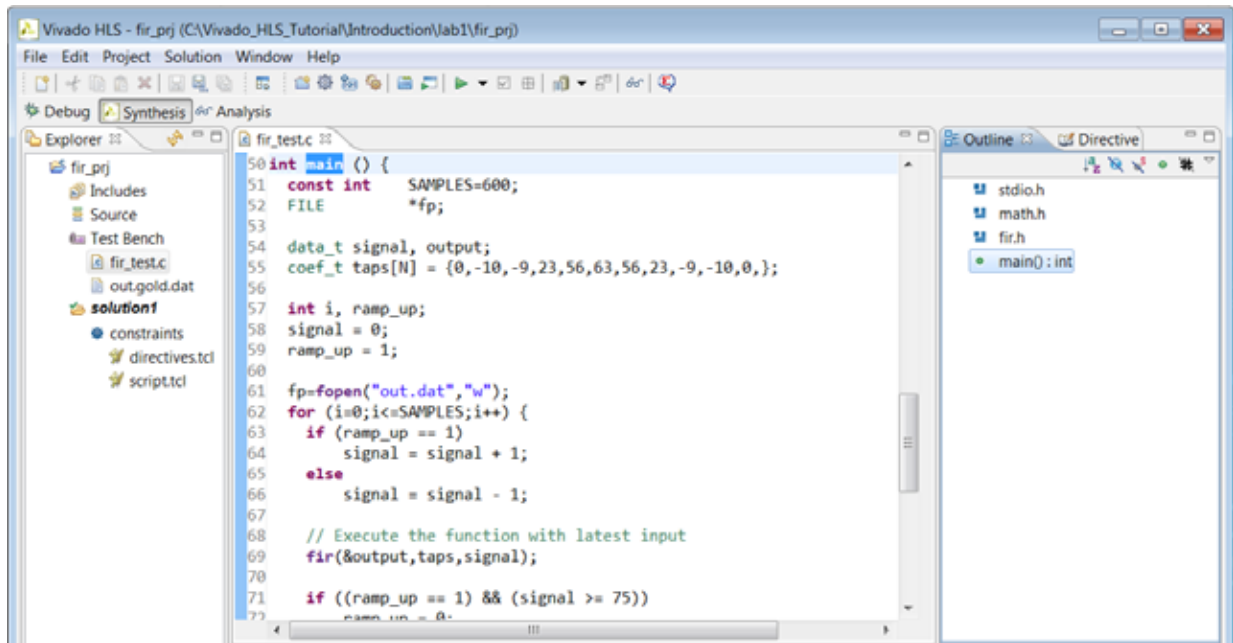 Vivado HLS - fir_prj (C:\Vivado_HLS_Tutorial\Introduction\lab1\fir_prj)
File Edit Project Solution Window Help
Debug Synthesis Analysis
Explorer
fir_prj
Includes
Source
Test Bench
fir_test.c
out.gold.dat
solution1
constraints
directives.tcl
script.tcl
fir_test.c
50 int main () {
51 const int SAMPLES=600;
52 FILE *fp;
53
54 data_t signal, output;
55 coef_t taps[N] = {0,-10,-9,23,56,63,56,23,-9,-10,0,};
56
57 int i, ramp_up;
58 signal = 0;
59 ramp_up = 1;
60
61 fp=fopen("out.dat","w");
62 for (i=0;i<=SAMPLES;i++) {
63 if (ramp_up == 1)
64 signal = signal + 1;
65 else
66 signal = signal - 1;
67
68 // Execute the function with latest input
69 fir(&output,taps,signal);
70
71 if ((ramp_up == 1) && (signal >= 75))
72 ramp_up = 0;
Outline Directive
stdio.h
math.h
fir.h
main() : int